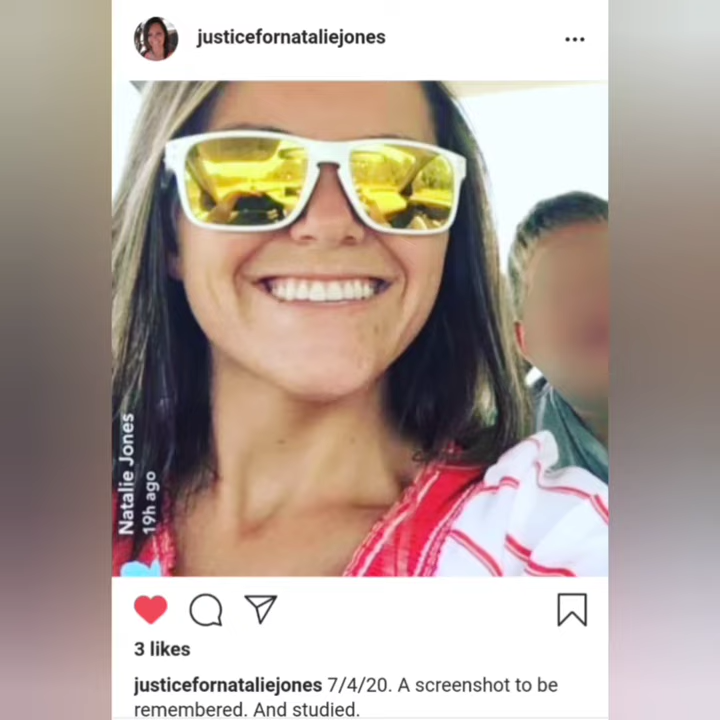 justicefornataliejones
Natalie Jones
19h ago
3 likes
justicefornataliejones 7/4/20. A screenshot to be
remembered. And studied.